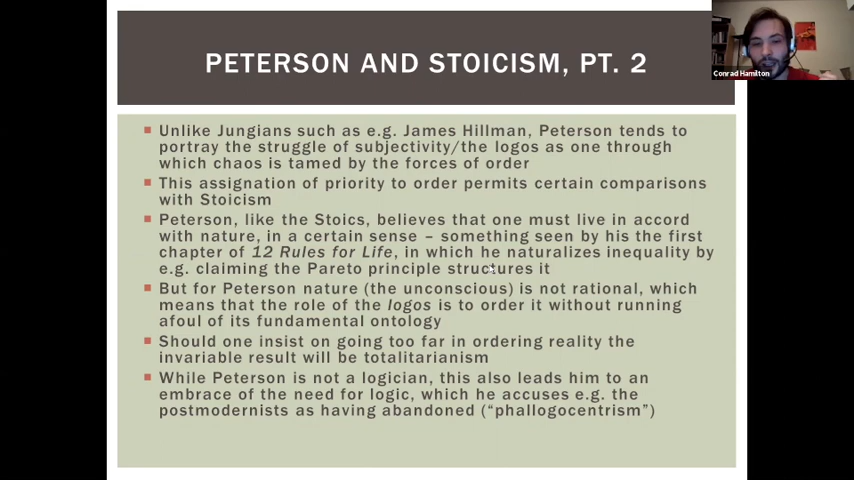 PETERSON AND STOICISM, PT. 2
Conrad Hamilton
Unlike Jungians such as e.g. James Hillman, Peterson tends to
portray the struggle of subjectivity/the logos as one through
which chaos is tamed by the forces of order
This assignation of priority to order permits certain comparisons
with Stoicism
Peterson, like the Stoics, believes that one must live in accord
with nature, in a certain sense – something seen by his the first
chapter of 12 Rules for Life, in which he naturalizes inequality by
e.g. claiming the Pareto principle structures it
But for Peterson nature (the unconscious) is not rational, which
means that the role of the logos is to order it without running
afoul of its fundamental ontology
Should one insist on going too far in ordering reality the
invariable result will be totalitarianism
While Peterson is not a logician, this also leads him to an
embrace of the need for logic, which he accuses e.g. the
postmodernists as having abandoned (“phallogocentrism”)